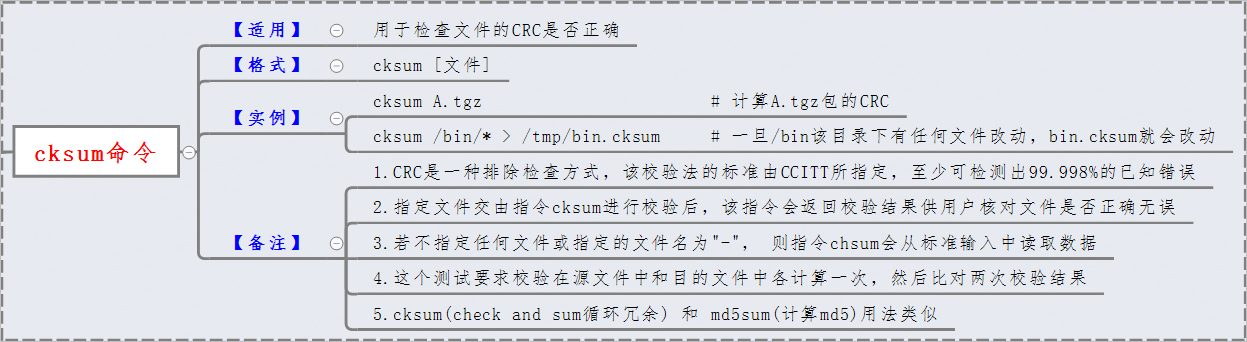 cksum命令
【适用】 用于检查文件的CRC是否正确
【格式】 cksum [文件]
【实例】
cksum A.tgz # 计算A.tgz包的CRC
cksum /bin/* > /tmp/bin.cksum # 一旦/bin该目录下有任何文件改动，bin.cksum就会改动
【备注】
1.CRC是一种排除检查方式，该校验法的标准由CCITT所指定，至少可检测出99.998%的已知错误
2.指定文件交由指令cksum进行校验后，该指令会返回校验结果供用户核对文件是否正确无误
3.若不指定任何文件或指定的文件名为"-"， 则指令chsum会从标准输入中读取数据
4.这个测试要求校验在源文件中和目的文件中各计算一次，然后比对两次校验结果
5.cksum(check and sum循环冗余) 和 md5sum(计算md5)用法类似